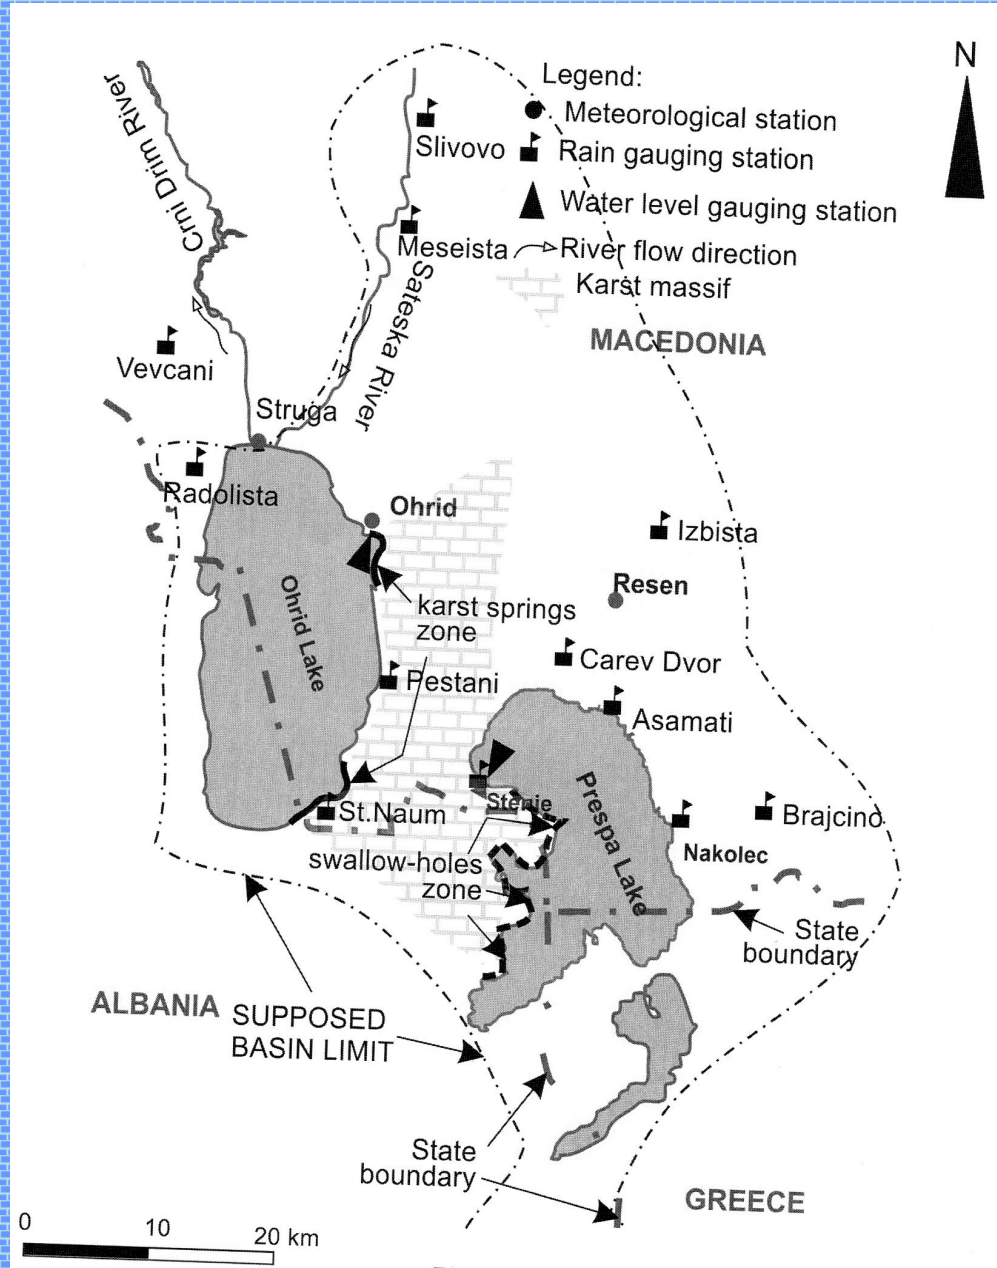 N
Legend:
Meteorological station
Rain gauging station
Water level gauging station
River flow direction
Karst massif
Crni Drim River
Slivovo
Meseista
Sateska River
MACEDONIA
Vevcani
Struga
Radolista
Ohrid
Izbista
Resen
Ohrid Lake
karst springs
zone
Carev Dvor
Pestani
Asamati
Prespa Lake
Stenje
St.Naum
Brajcino
Nakolec
swallow-holes
zone
State
boundary
ALBANIA
SUPPOSED
BASIN LIMIT
State
boundary
GREECE
0
10
20 km